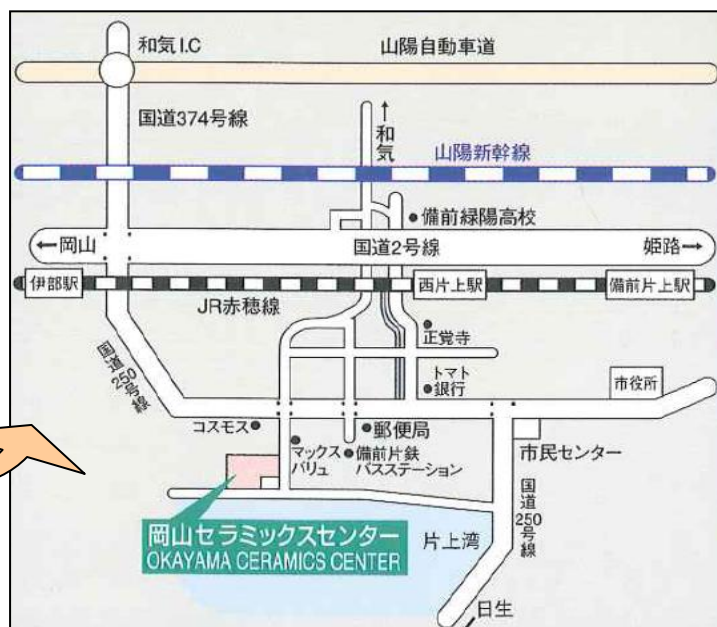 和気I.C
山陽自動車道
国道374号線
↑
和気
山陽新幹線
備前緑陽高校
←岡山
国道2号線
姫路→
伊部駅
西片上駅
備前片上駅
JR赤穂線
正覚寺
国道250号線
トマト
銀行
市役所
コスモス
マックス
バリュ
郵便局
備前片鉄
バスステーション
市民センター
国道250号線
岡山セラミックスセンター
OKAYAMA CERAMICS CENTER
片上湾
日生